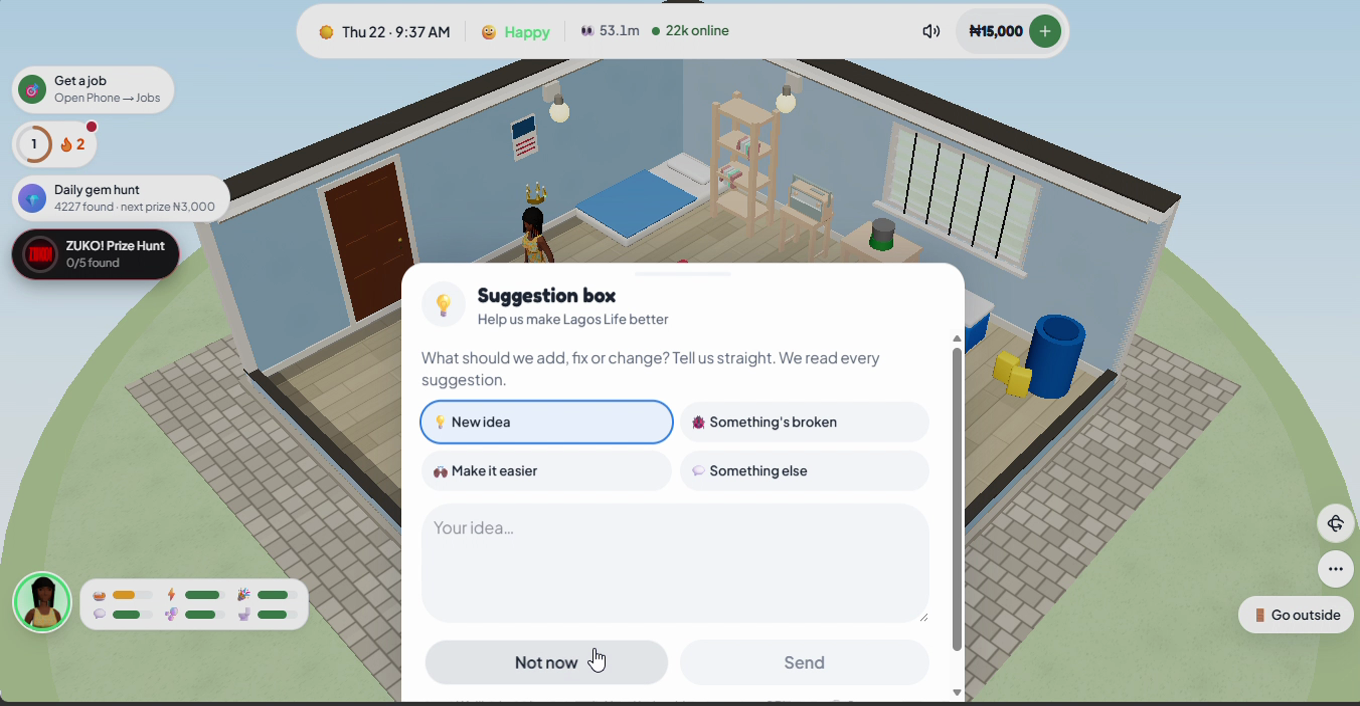 Thu 22 · 9:37 AM
Happy
53.1m
22k online
₦15,000
+
Get a job
Open Phone → Jobs
1
2
Daily gem hunt
4227 found · next prize ₦3,000
ZUKO!
ZUKO! Prize Hunt
0/5 found
Suggestion box
Help us make Lagos Life better
What should we add, fix or change? Tell us straight. We read every
suggestion.
New idea
Something's broken
Make it easier
Something else
Your idea...
Not now
Send
Go outside